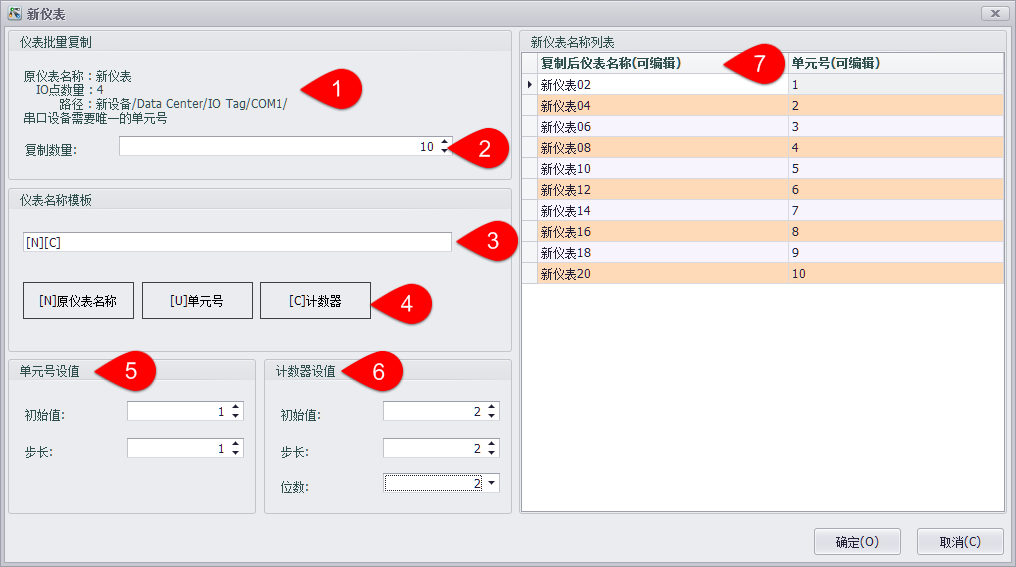 新仪表
仪表批量复制
原仪表名称：新仪表
IO点数量：4
路径：新设备/Data Center/IO Tag/COM1/
串口设备需要唯一的单元号
1
复制数量:
10
2
仪表名称模板
[N][C]
3
[N]原仪表名称
[U]单元号
[C]计数器
4
单元号设值
5
初始值:
1
步长:
1
计数器设值
6
初始值:
2
步长:
2
位数:
2
新仪表名称列表
复制后仪表名称(可编辑)
7
单元号(可编辑)
新仪表02 1
新仪表04 2
新仪表06 3
新仪表08 4
新仪表10 5
新仪表12 6
新仪表14 7
新仪表16 8
新仪表18 9
新仪表20 10
确定(O)
取消(C)